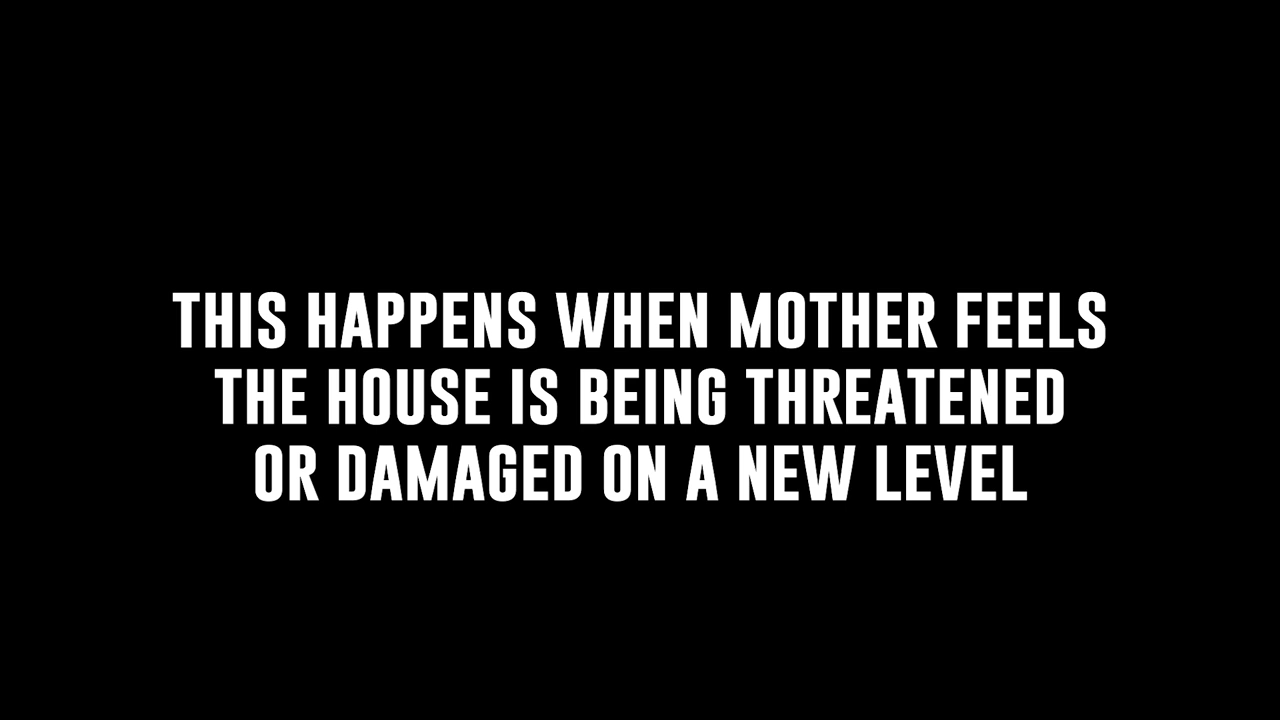 THIS HAPPENS WHEN MOTHER FEELS
THE HOUSE IS BEING THREATENED
OR DAMAGED ON A NEW LEVEL